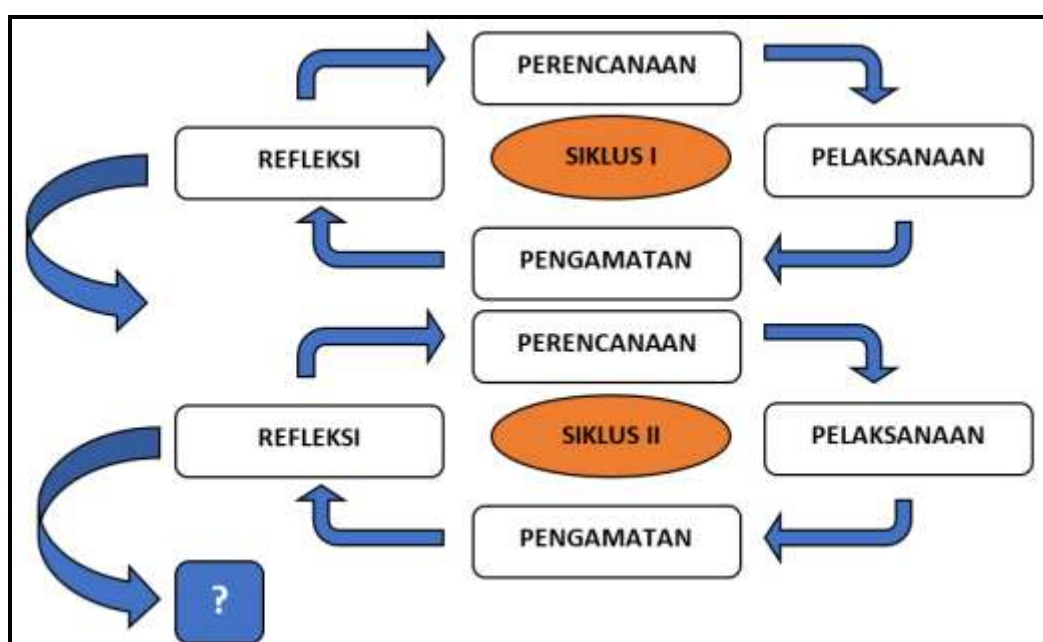 PERENCANAAN
REFLEKSI
SIKLUS I
PELAKSANAAN
PENGAMATAN
PERENCANAAN
REFLEKSI
SIKLUS II
PELAKSANAAN
PENGAMATAN
?